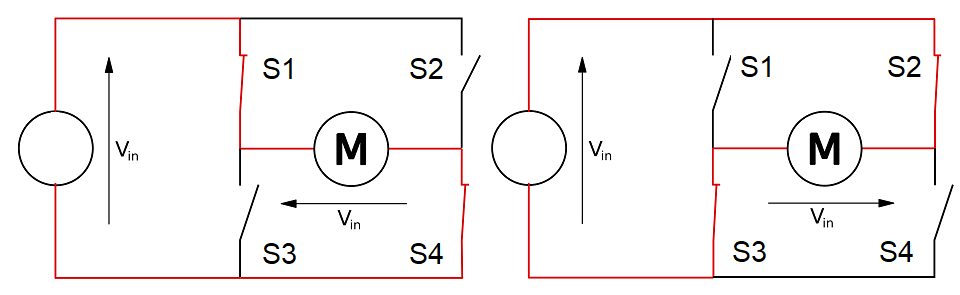 S1 S2 S1 S2
V_in M V_in M
V_in V_in
S3 S4 S3 S4